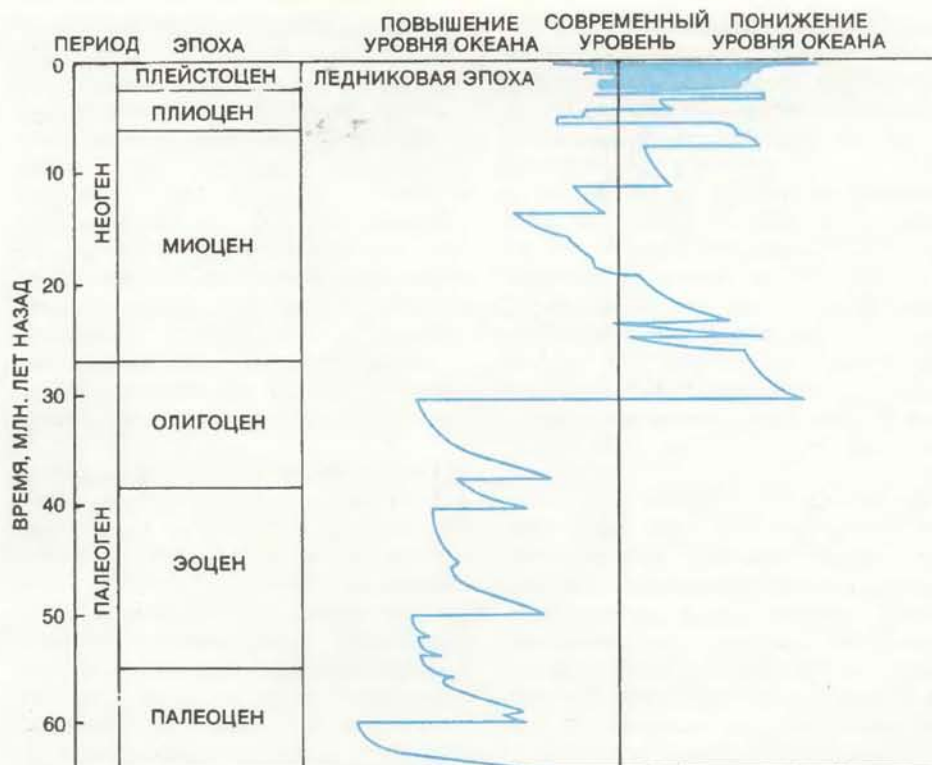 ПЕРИОД
ЭПОХА
ПОВЫШЕНИЕ
УРОВНЯ ОКЕАНА
СОВРЕМЕННЫЙ
УРОВЕНЬ
ПОНИЖЕНИЕ
УРОВНЯ ОКЕАНА
0
ПЛЕЙСТОЦЕН
ЛЕДНИКОВАЯ ЭПОХА
ПЛИОЦЕН
10
НЕОГЕН
МИОЦЕН
20
ВРЕМЯ, МЛН. ЛЕТ НАЗАД
30
ОЛИГОЦЕН
40
ПАЛЕОГЕН
ЭОЦЕН
50
ПАЛЕОЦЕН
60